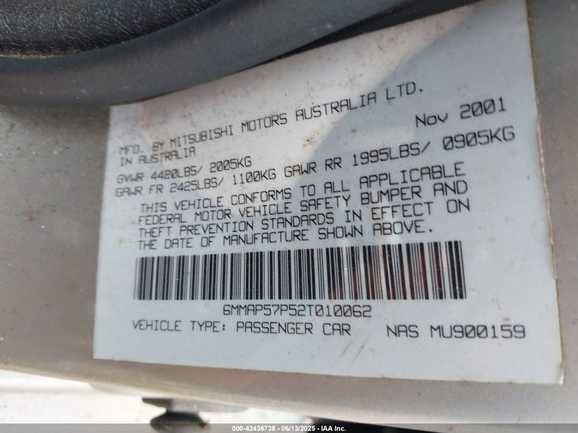 MFD. BY MITSUBISHI MOTORS AUSTRALIA LTD.
IN AUSTRALIA
Nov 2001
GVWR 4420LBS/ 2005KG
GAWR FR 2425LBS/ 1100KG GAWR RR 1995LBS/ 0905KG
THIS VEHICLE CONFORMS TO ALL APPLICABLE
FEDERAL MOTOR VEHICLE SAFETY BUMPER AND
THEFT PREVENTION STANDARDS IN EFFECT ON
THE DATE OF MANUFACTURE SHOWN ABOVE.
6MMAP57P52T010062
VEHICLE TYPE: PASSENGER CAR NAS MU900159
000-42436738 - 06/13/2025 - IAA Inc.